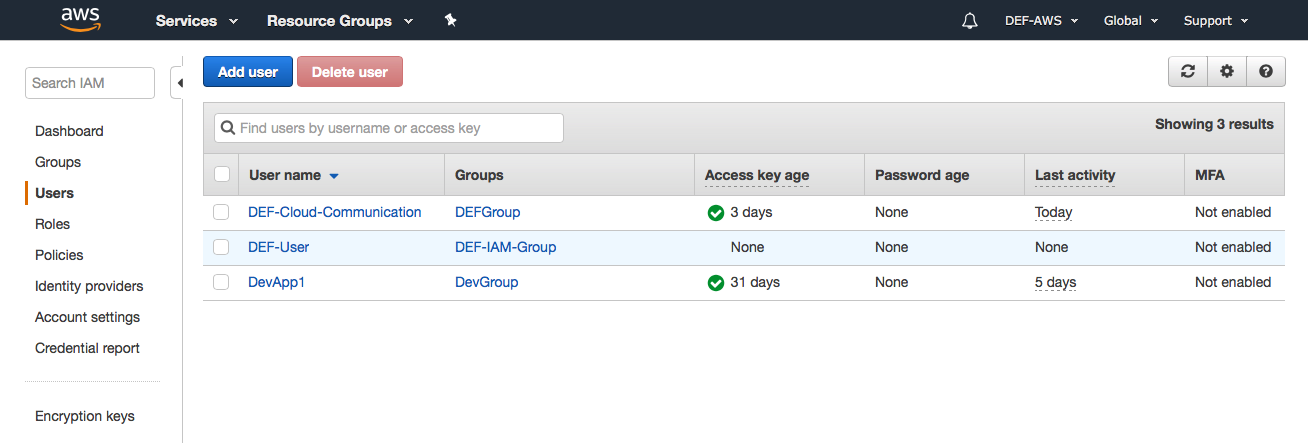 aws Services Resource Groups DEF-AWS Global Support
Search IAM
Add user Delete user
Dashboard
Groups
Users
Roles
Policies
Identity providers
Account settings
Credential report
Encryption keys
Find users by username or access key Showing 3 results
User name Groups Access key age Password age Last activity MFA
DEF-Cloud-Communication DEFGroup 3 days None Today Not enabled
DEF-User DEF-IAM-Group None None None Not enabled
DevApp1 DevGroup 31 days None 5 days Not enabled